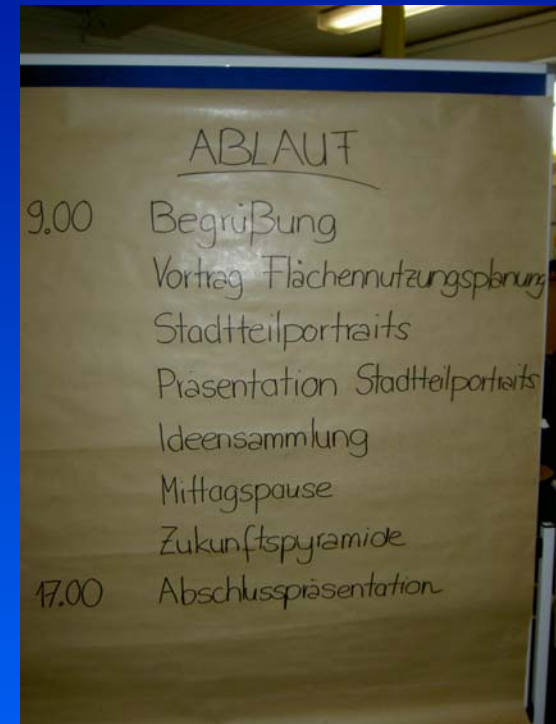 ABLAUF
9.00 Begrüßung
Vortrag Flächennutzungsplanung
Stadtteilportraits
Präsentation Stadtteilportraits
Ideensammlung
Mittagspause
Zukunftspyramide
17.00 Abschlusspräsentation